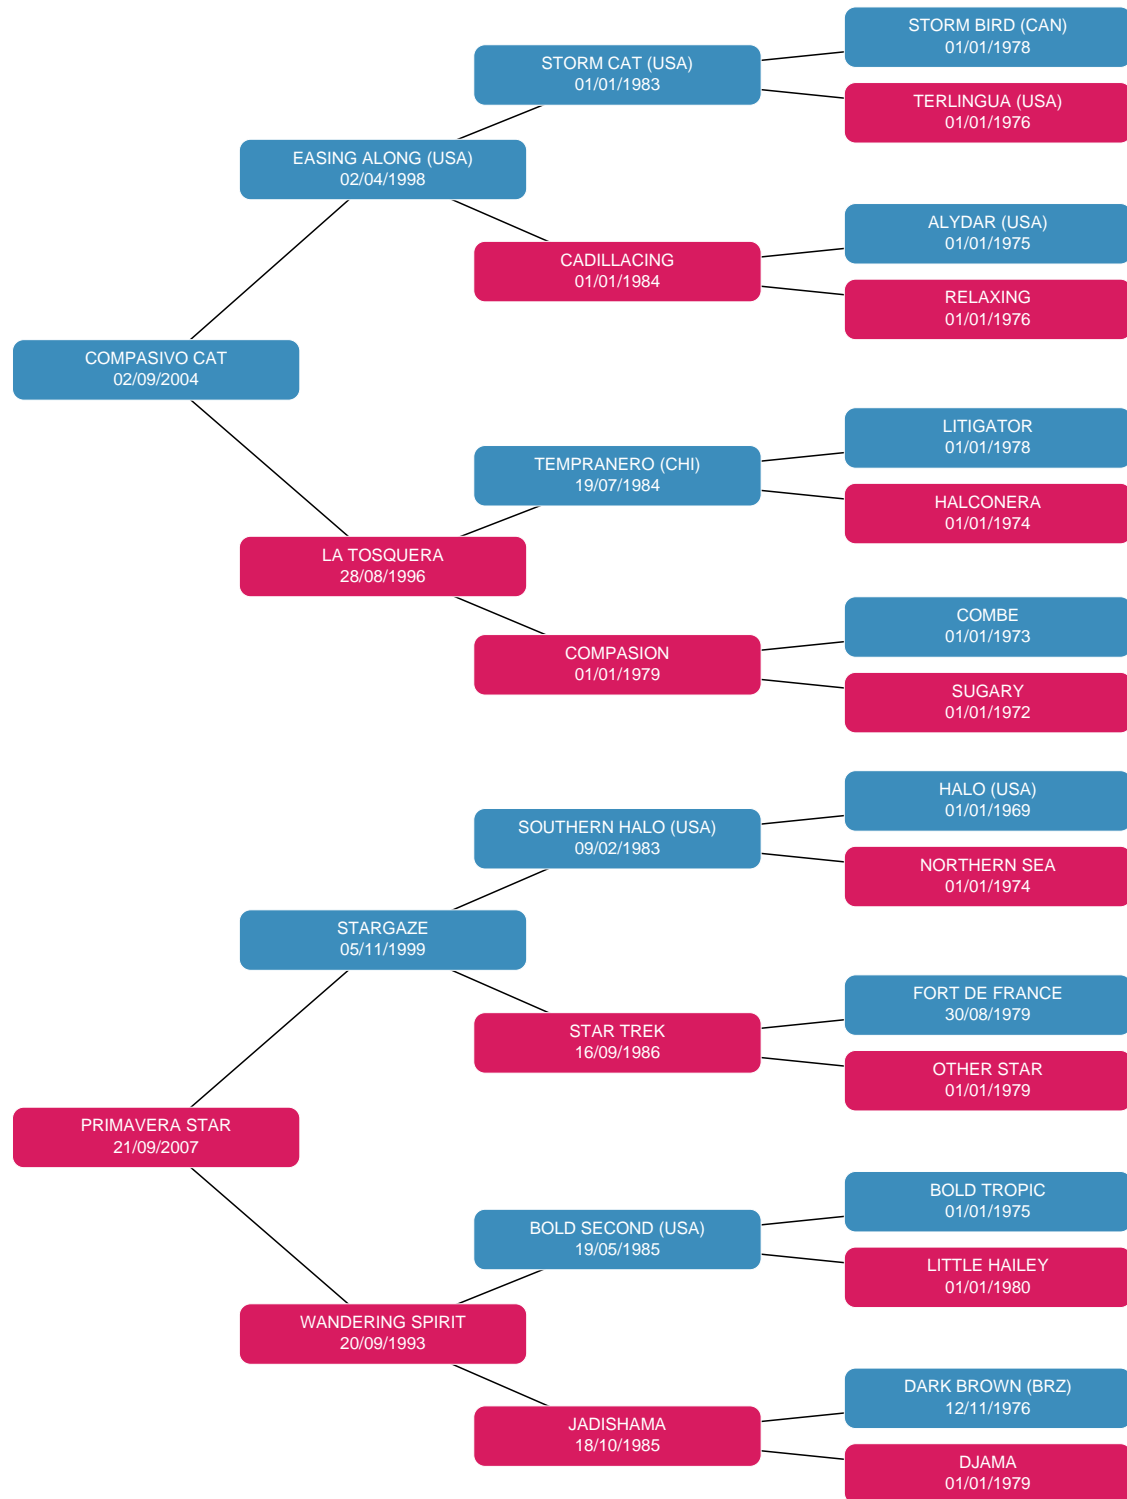 STORM BIRD (CAN)
01/01/1978
STORM CAT (USA)
01/01/1983
TERLINGUA (USA)
01/01/1976
EASING ALONG (USA)
02/04/1998
ALYDAR (USA)
01/01/1975
CADILLACING
01/01/1984
RELAXING
01/01/1976
COMPASIVO CAT
02/09/2004
LITIGATOR
01/01/1978
TEMPRANERO (CHI)
19/07/1984
HALCONERA
01/01/1974
LA TOSQUERA
28/08/1996
COMBE
01/01/1973
COMPASION
01/01/1979
SUGARY
01/01/1972
HALO (USA)
01/01/1969
SOUTHERN HALO (USA)
09/02/1983
NORTHERN SEA
01/01/1974
STARGAZE
05/11/1999
FORT DE FRANCE
30/08/1979
STAR TREK
16/09/1986
OTHER STAR
01/01/1979
PRIMAVERA STAR
21/09/2007
BOLD TROPIC
01/01/1975
BOLD SECOND (USA)
19/05/1985
LITTLE HAILEY
01/01/1980
WANDERING SPIRIT
20/09/1993
DARK BROWN (BRZ)
12/11/1976
JADISHAMA
18/10/1985
DJAMA
01/01/1979